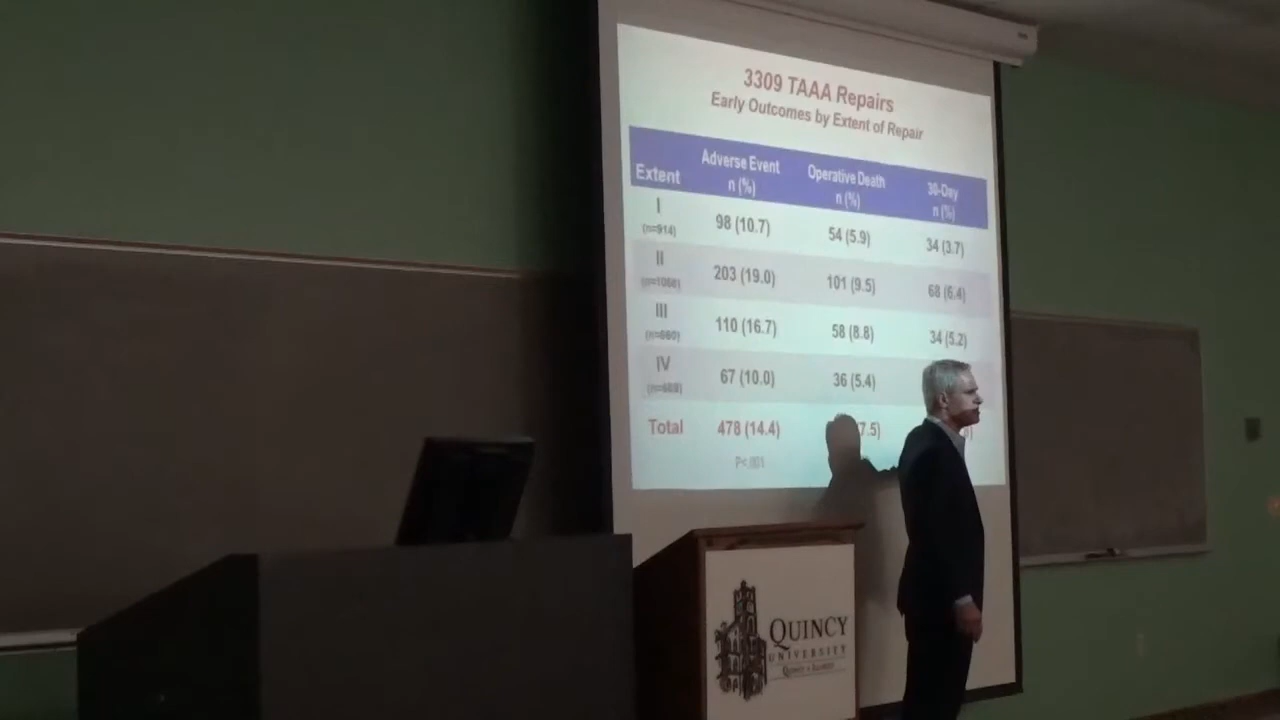 3309 TAAA Repairs
Early Outcomes by Extent of Repair
Extent Adverse Event n (%) Operative Death n (%) 30-Day n (%)
I (n=914) 98 (10.7) 54 (5.9) 34 (3.7)
II 203 (19.0) 101 (9.5) 68 (6.4)
III (n=660) 110 (16.7) 58 (8.8) 34 (5.2)
IV 67 (10.0) 36 (5.4)
Total 478 (14.4) 7.5)
P<.001
QUINCY
UNIVERSITY